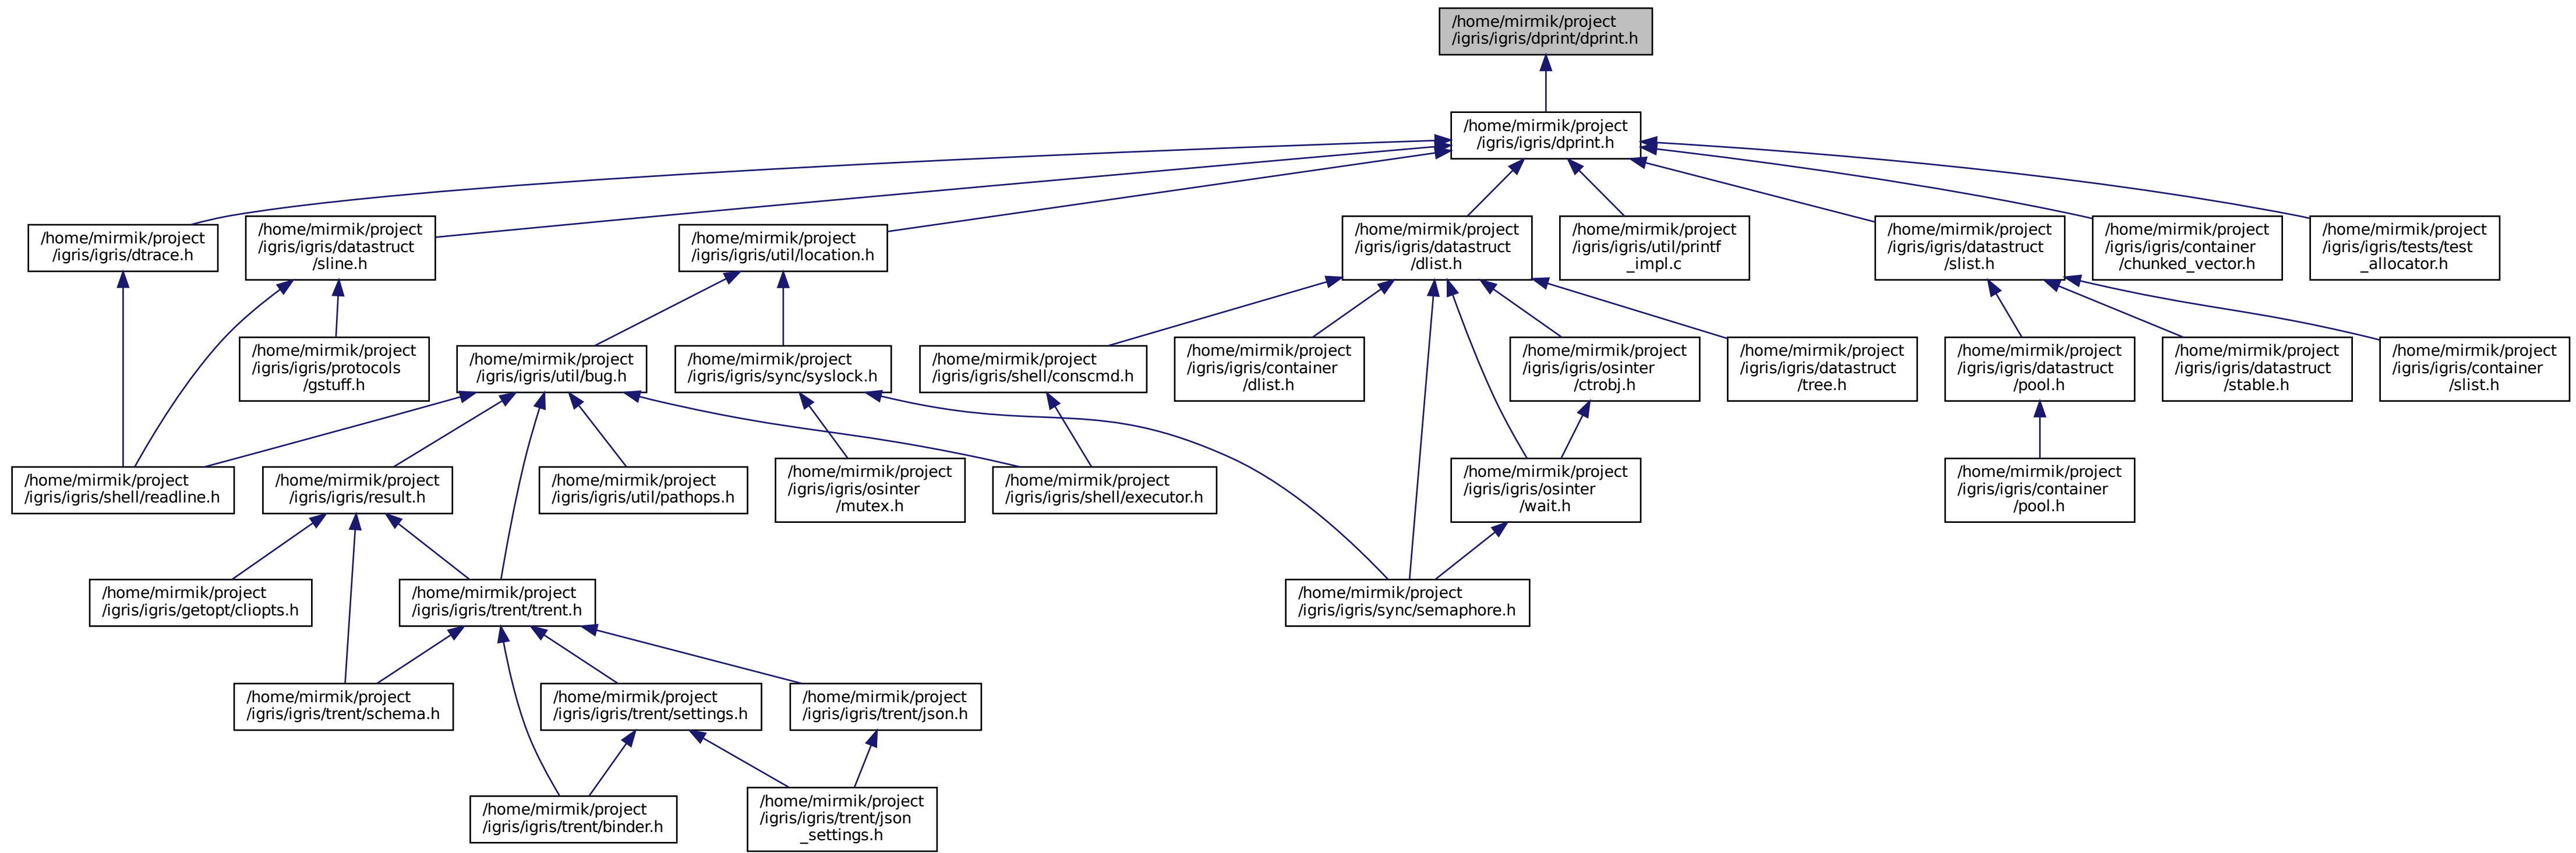 /home/mirmik/project
/igris/igris/dprint/dprint.h
/home/mirmik/project
/igris/igris/dprint.h
/home/mirmik/project
/igris/igris/dtrace.h
/home/mirmik/project
/igris/igris/datastruct
/sline.h
/home/mirmik/project
/igris/igris/util/location.h
/home/mirmik/project
/igris/igris/datastruct
/dlist.h
/home/mirmik/project
/igris/igris/util/printf
_impl.c
/home/mirmik/project
/igris/igris/datastruct
/slist.h
/home/mirmik/project
/igris/igris/container
/chunked_vector.h
/home/mirmik/project
/igris/igris/tests/test
_allocator.h
/home/mirmik/project
/igris/igris/protocols
/gstuff.h
/home/mirmik/project
/igris/igris/util/bug.h
/home/mirmik/project
/igris/igris/sync/syslock.h
/home/mirmik/project
/igris/igris/shell/conscmd.h
/home/mirmik/project
/igris/igris/container
/dlist.h
/home/mirmik/project
/igris/igris/osinter
/ctrobj.h
/home/mirmik/project
/igris/igris/datastruct
/tree.h
/home/mirmik/project
/igris/igris/datastruct
/pool.h
/home/mirmik/project
/igris/igris/datastruct
/stable.h
/home/mirmik/project
/igris/igris/container
/slist.h
/home/mirmik/project
/igris/igris/shell/readline.h
/home/mirmik/project
/igris/igris/result.h
/home/mirmik/project
/igris/igris/util/pathops.h
/home/mirmik/project
/igris/igris/osinter
/mutex.h
/home/mirmik/project
/igris/igris/shell/executor.h
/home/mirmik/project
/igris/igris/osinter
/wait.h
/home/mirmik/project
/igris/igris/container
/pool.h
/home/mirmik/project
/igris/igris/getopt/cliopts.h
/home/mirmik/project
/igris/igris/trent/trent.h
/home/mirmik/project
/igris/igris/sync/semaphore.h
/home/mirmik/project
/igris/igris/trent/schema.h
/home/mirmik/project
/igris/igris/trent/settings.h
/home/mirmik/project
/igris/igris/trent/json.h
/home/mirmik/project
/igris/igris/trent/binder.h
/home/mirmik/project
/igris/igris/trent/json
_settings.h